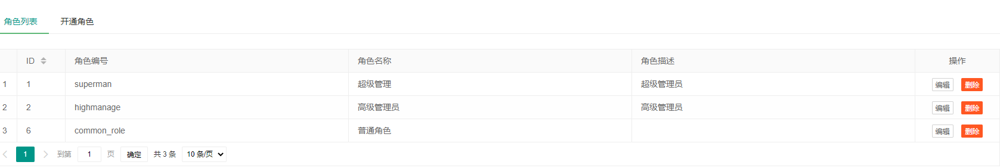 角色列表 开通角色
ID 角色编号 角色名称 角色描述 操作
1 1 superman 超级管理 超级管理员 编辑 删除
2 2 highmanage 高级管理员 高级管理员 编辑 删除
3 6 common_role 普通角色 编辑 删除
1 到第 1 页 确定 共 3 条 10 条/页